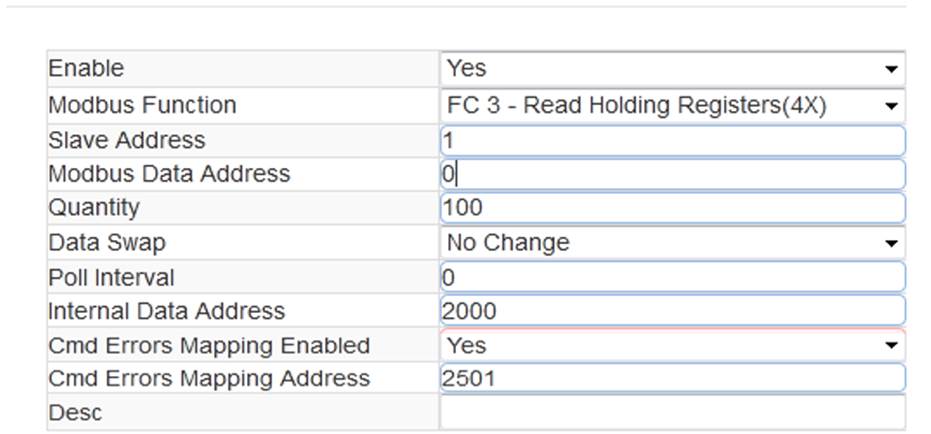 Enable Yes
Modbus Function FC 3 - Read Holding Registers(4X)
Slave Address 1
Modbus Data Address 0
Quantity 100
Data Swap No Change
Poll Interval 0
Internal Data Address 2000
Cmd Errors Mapping Enabled Yes
Cmd Errors Mapping Address 2501
Desc